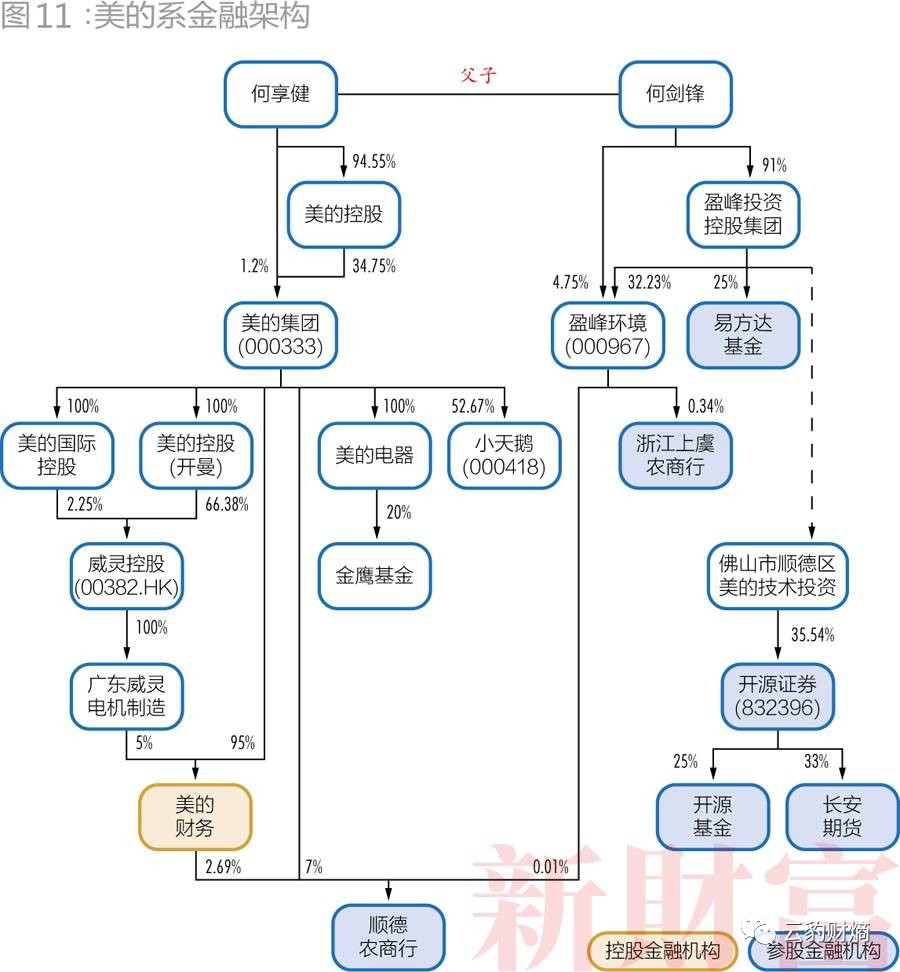 图11：美的系金融架构
何享健
父子
何剑锋
94.55%
91%
美的控股
盈峰投资
控股集团
1.2%
34.75%
4.75%
32.23%
25%
美的集团
(000333)
盈峰环境
(000967)
易方达
基金
100%
100%
100%
52.67%
0.34%
美的国际
控股
美的控股
(开曼)
美的电器
小天鹅
(000418)
浙江上虞
农商行
2.25%
66.38%
20%
威灵控股
(00382.HK)
金鹰基金
佛山市顺德区
美的技术投资
100%
35.54%
广东威灵
电机制造
开源证券
(832396)
5%
95%
25%
33%
美的
财务
开源
基金
长安
期货
2.69%
7%
0.01%
新財富
顺德
农商行
云豹财熵
控股金融机构
参股金融机构